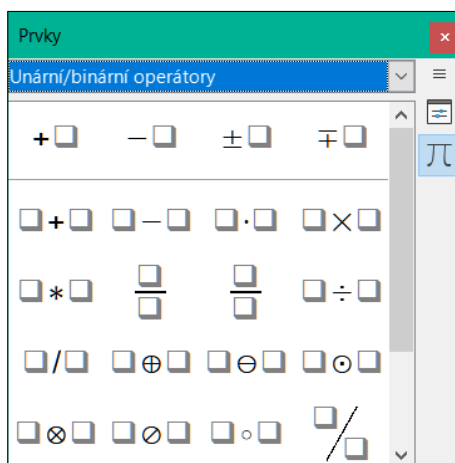 Prvky
Unární/binární operátory
+□ −□ ±□ ∓□
□+□ □−□ □·□ □×□
□∗□ □/□ □/□ □÷□
□/□ □⊕□ □⊖□ □⊙□
□⊗□ □⊘□ □∘□ □/□